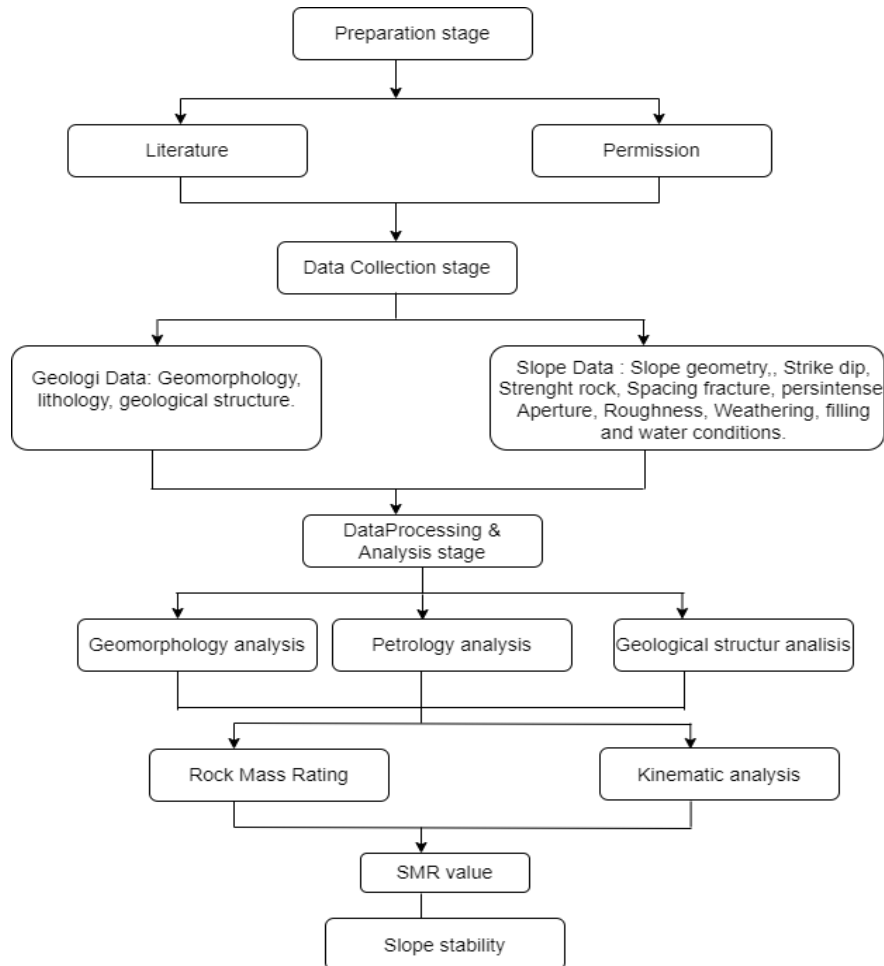 Preparation stage
Literature
Permission
Data Collection stage
Geologi Data: Geomorphology,
lithology, geological structure.
Slope Data : Slope geometry,, Strike dip,
Strenght rock, Spacing fracture, persintense
Aperture, Roughness, Weathering, filling
and water conditions.
DataProcessing &
Analysis stage
Geomorphology analysis
Petrology analysis
Geological structur analisis
Rock Mass Rating
Kinematic analysis
SMR value
Slope stability